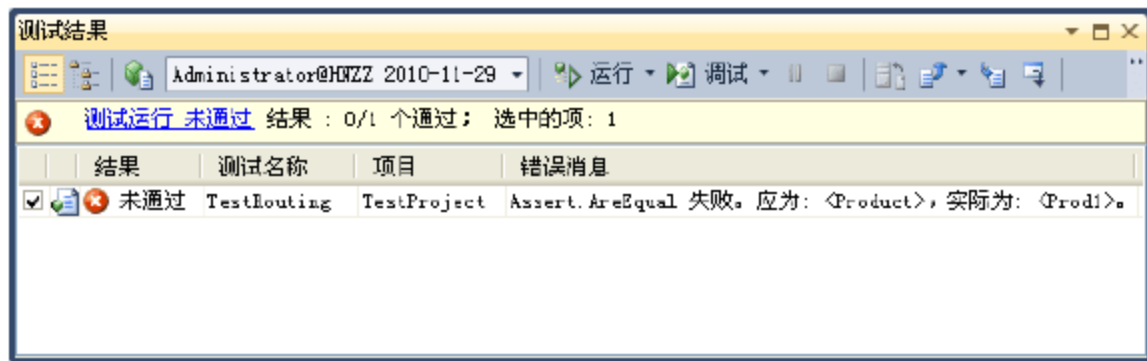 测试结果
Administrator@HNZZ 2010-11-29 运行 调试
测试运行 未通过 结果 : 0/1 个通过; 选中的项: 1
结果 测试名称 项目 错误消息
未通过 TestRouting TestProject Assert.AreEqual 失败。应为: <Product>，实际为: <Prod1>。